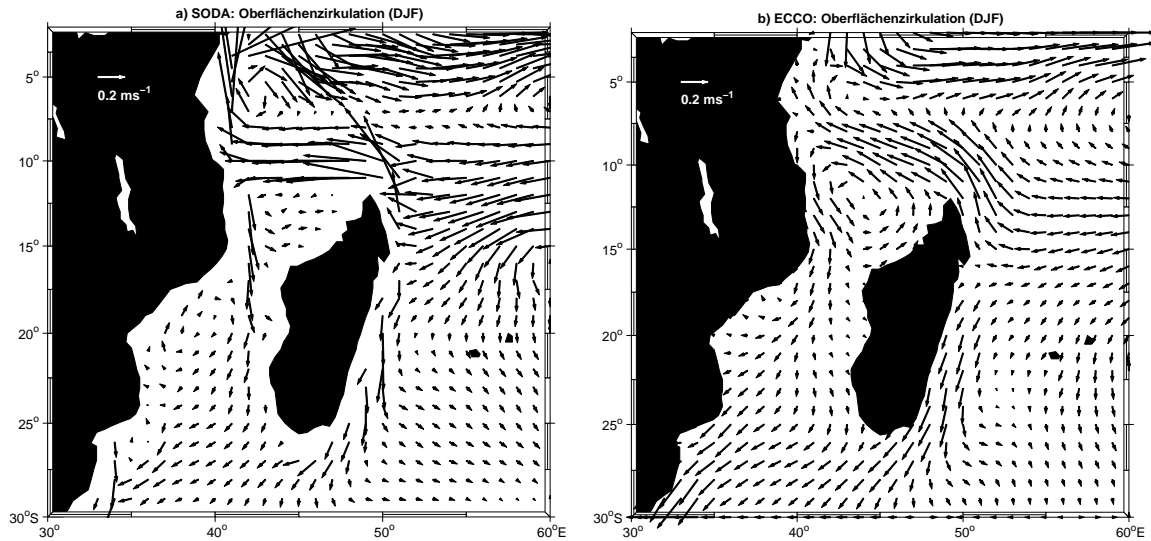 a) SODA: Oberflächenzirkulation (DJF)
5°
0.2 ms⁻¹
10°
15°
20°
25°
30°S
30° 40° 50° 60°E
b) ECCO: Oberflächenzirkulation (DJF)
5°
0.2 ms⁻¹
10°
15°
20°
25°
30°S
30° 40° 50° 60°E